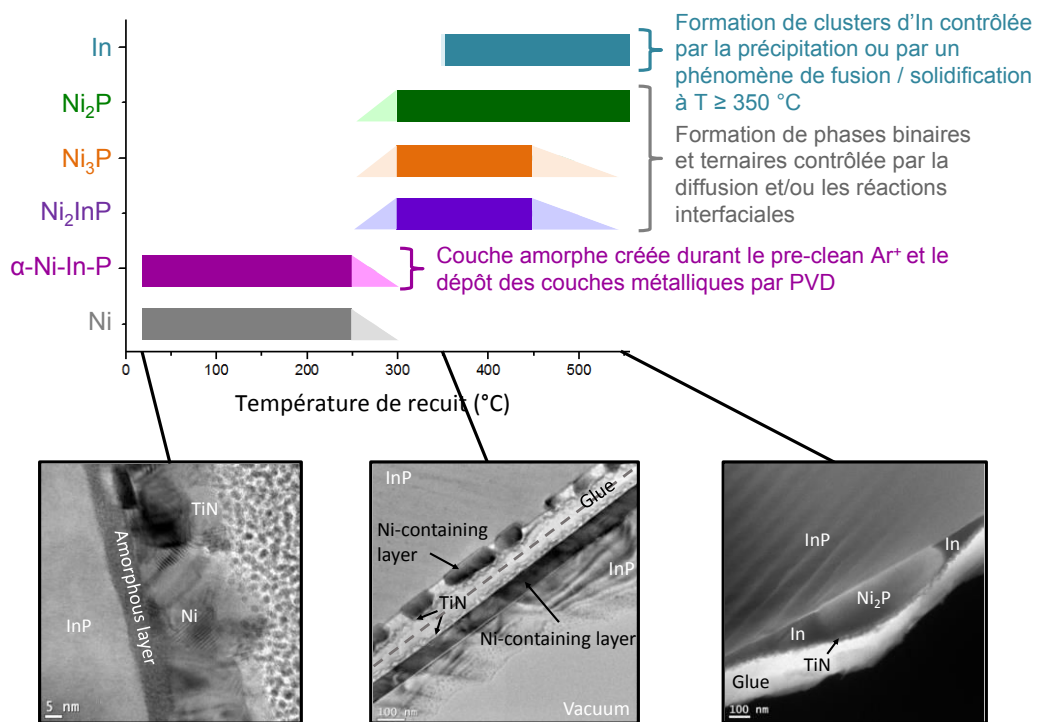 In
Formation de clusters d’In contrôlée
par la précipitation ou par un
phénomène de fusion / solidification
à T ≥ 350 °C
Ni₂P
Ni₃P
Ni₂InP
Formation de phases binaires
et ternaires contrôlée par la
diffusion et/ou les réactions
interfaciales
α-Ni-In-P
Couche amorphe créée durant le pre-clean Ar⁺ et le
dépôt des couches métalliques par PVD
Ni
0 100 200 300 400 500
Température de recuit (°C)
TiN
Amorphous layer
Ni
InP
5 nm
InP
Glue
Ni-containing
layer
InP
TiN
Ni-containing layer
100 nm
Vacuum
InP
In
Ni₂P
In
TiN
Glue
100 nm